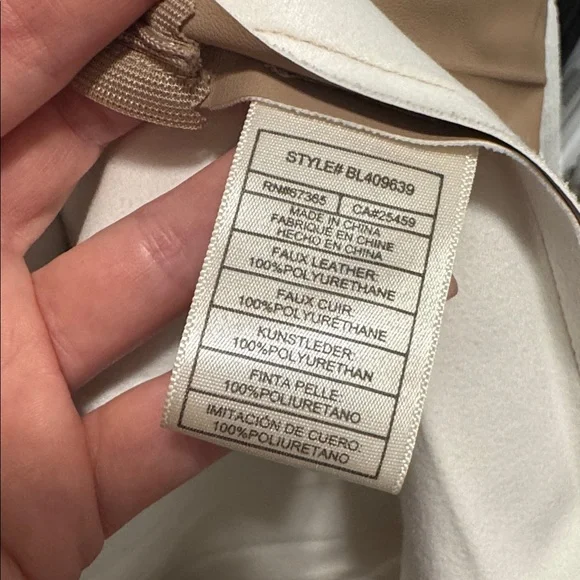 STYLE# BL409639
RN#67365 CA#25459
MADE IN CHINA
FABRIQUE EN CHINE
HECHO EN CHINA
FAUX LEATHER:
100%POLYURETHANE
FAUX CUIR:
100%POLYURETHANE
KUNSTLEDER:
100%POLYURETHAN
FINTA PELLE:
100%POLIURETANO
IMITACIÓN DE CUERO:
100%POLIURETANO